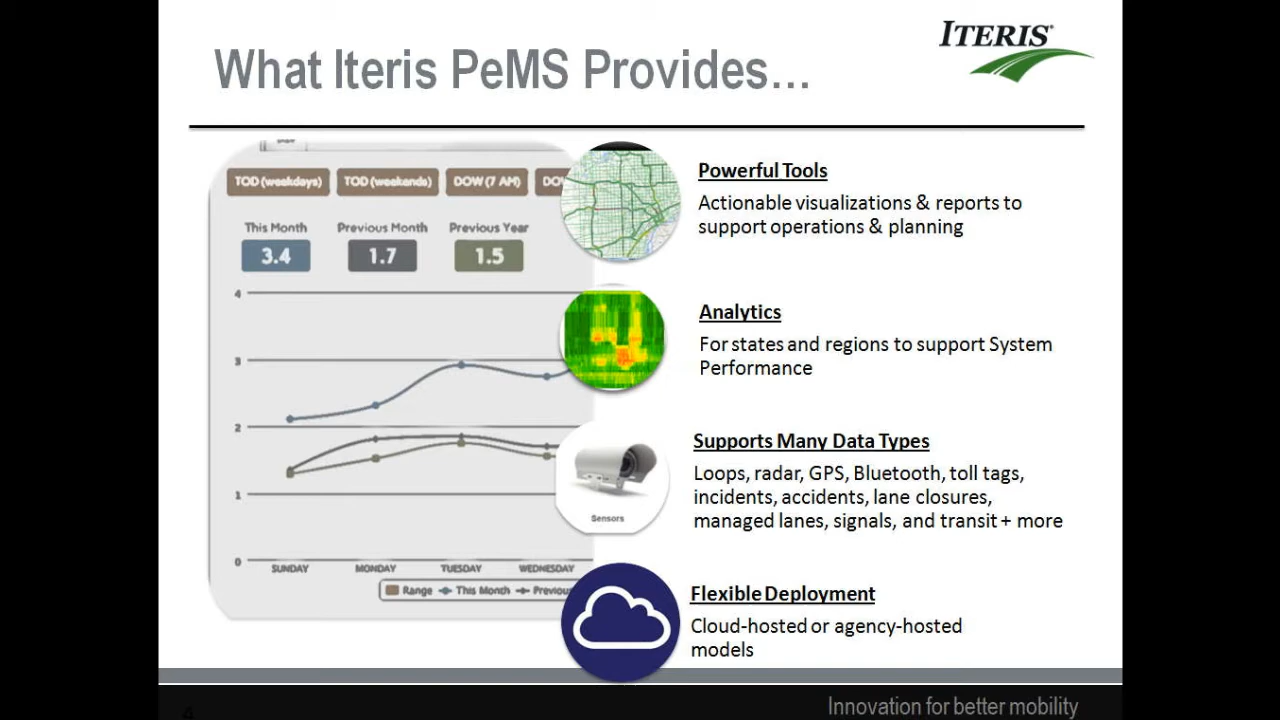 What Iteris PeMS Provides...
ITERIS®
TOD (weekdays) TOD (weekends) DOW (7 AM)
This Month Previous Month Previous Year
3.4 1.7 1.5
4
3
2
1
0
SUNDAY MONDAY TUESDAY WEDNESDAY
Range This Month
Powerful Tools
Actionable visualizations & reports to
support operations & planning
Analytics
For states and regions to support System
Performance
Sensors
Supports Many Data Types
Loops, radar, GPS, Bluetooth, toll tags,
incidents, accidents, lane closures,
managed lanes, signals, and transit + more
Flexible Deployment
Cloud-hosted or agency-hosted
models
4
Innovation for better mobility